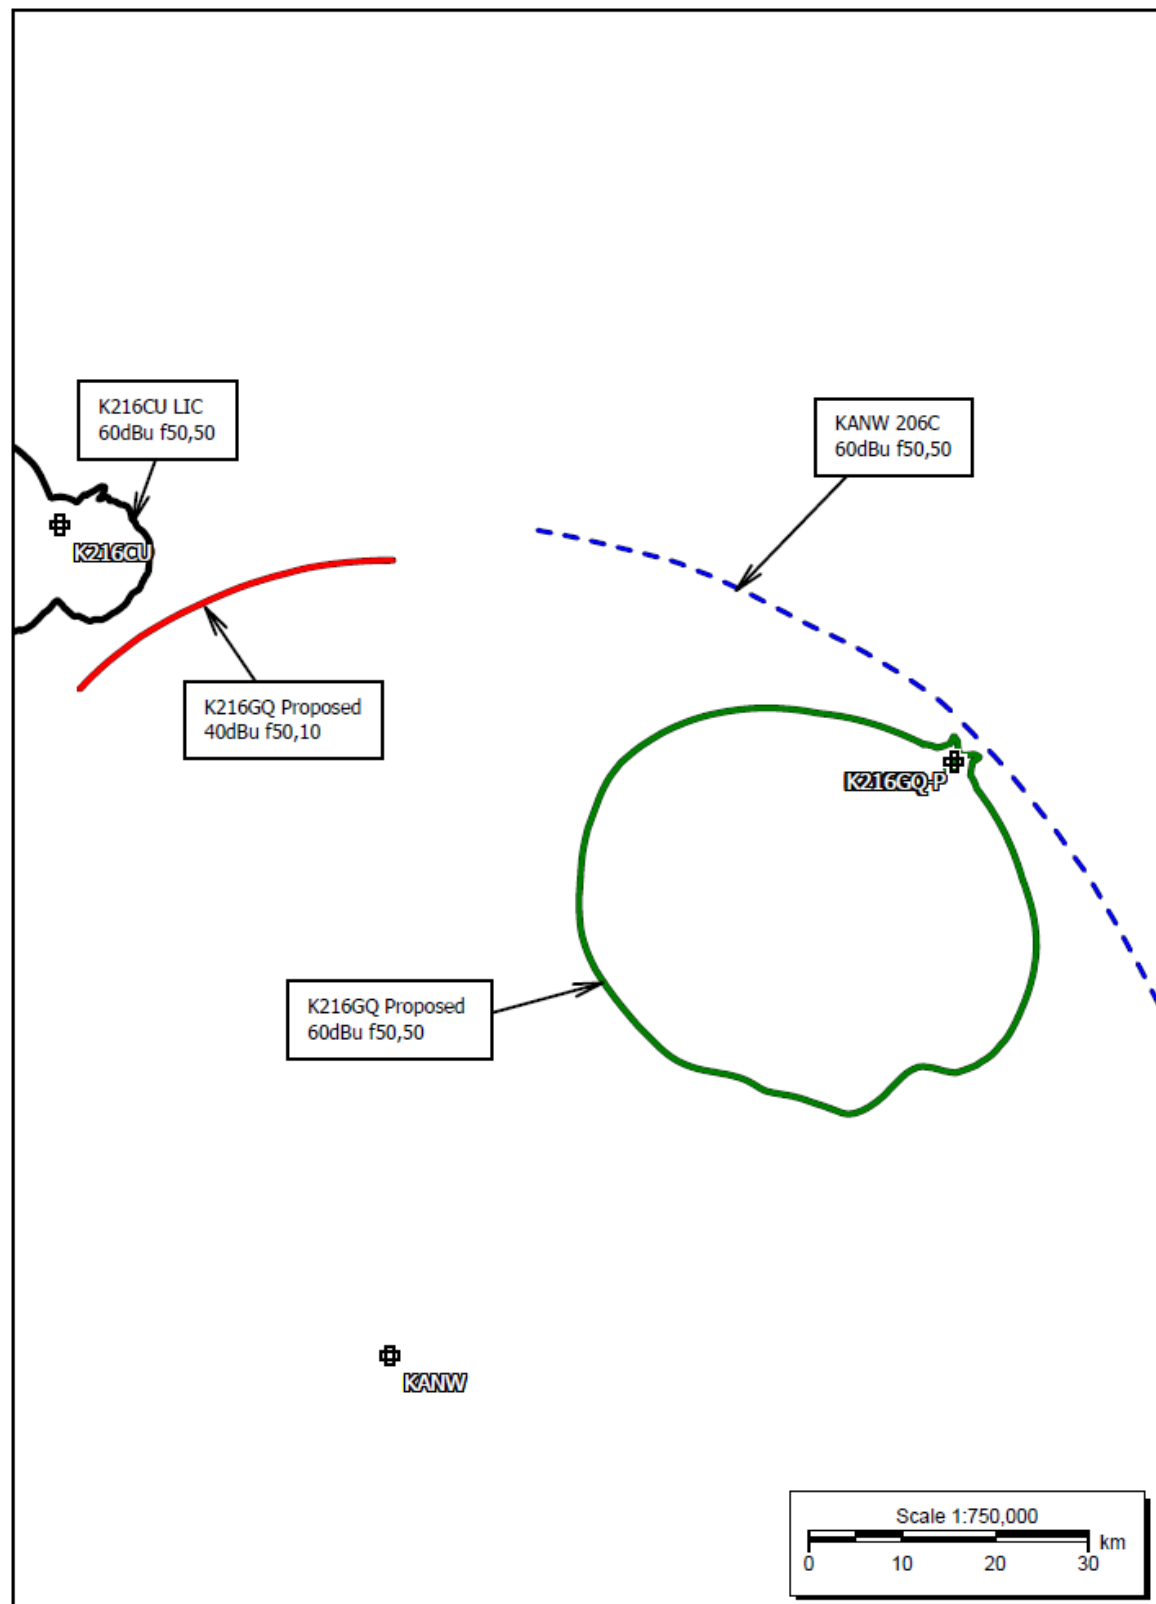 K216CU LIC
60dBu f50,50
KANW 206C
60dBu f50,50
K216CU
K216GQ Proposed
40dBu f50,10
K216GQ-P
K216GQ Proposed
60dBu f50,50
KANW
Scale 1:750,000
km
0 10 20 30